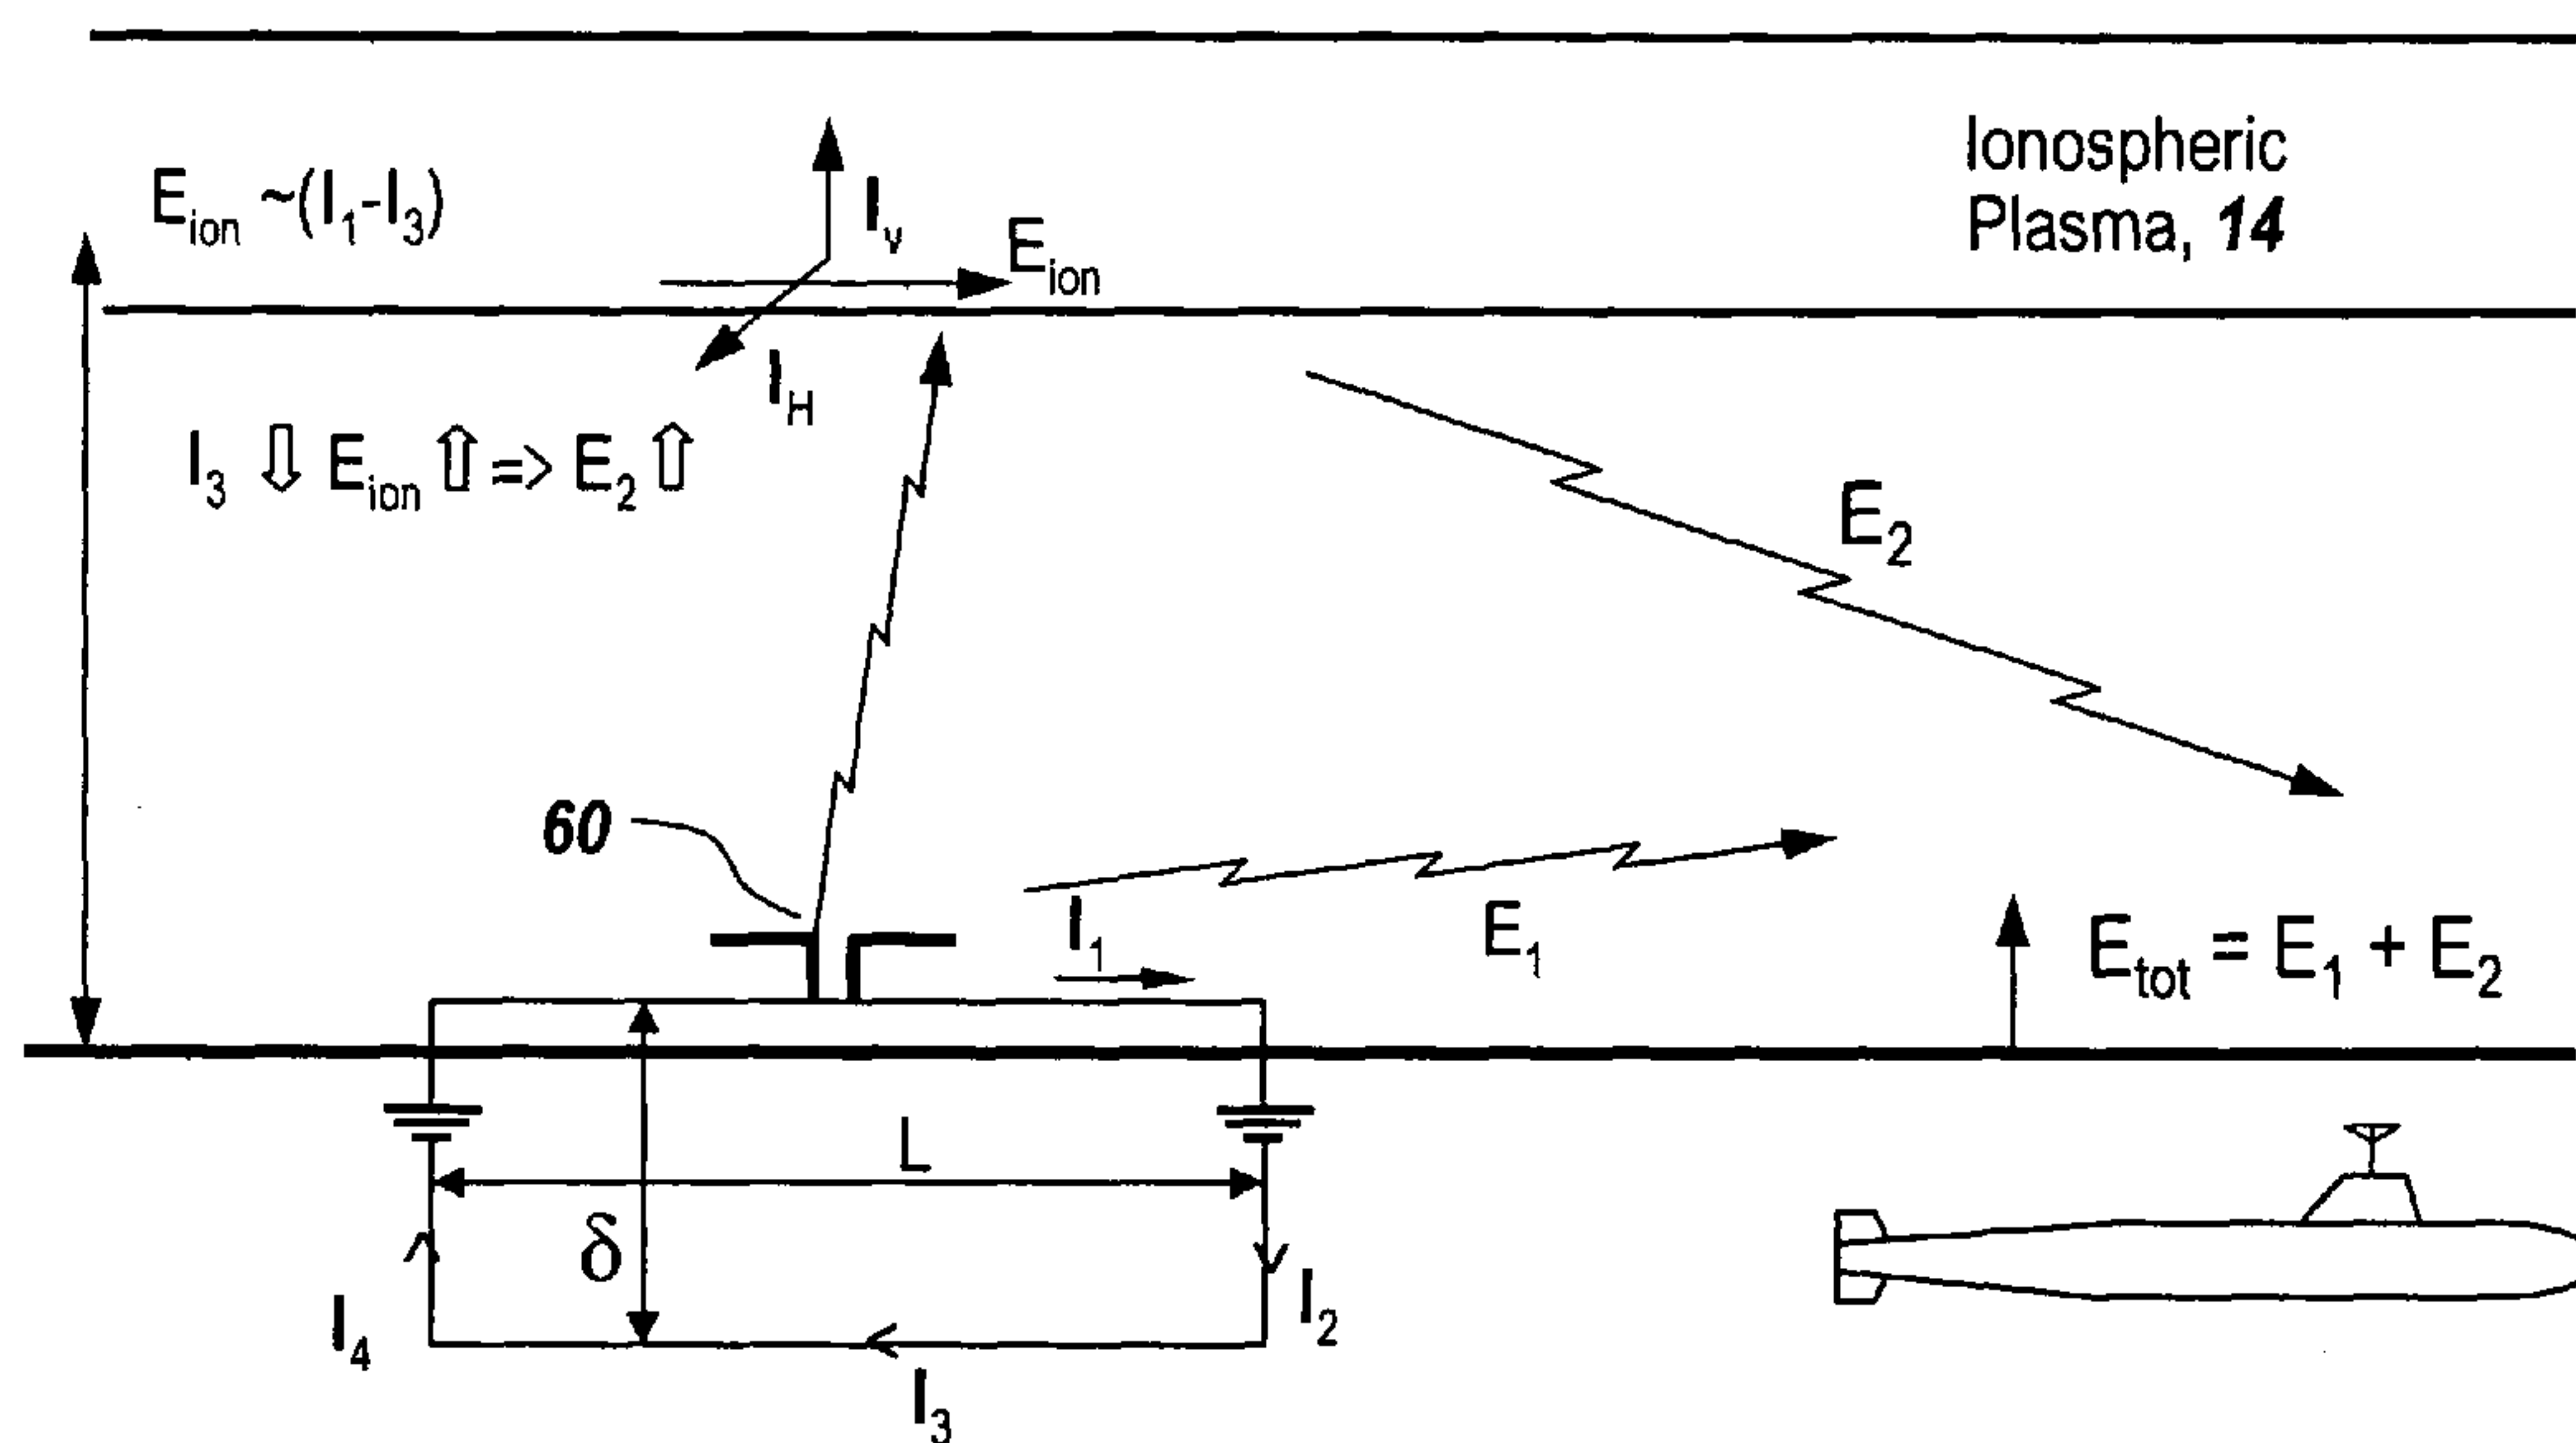 Ionospheric
Plasma, 14
E_ion ~(I_1-I_3)
I_v
E_ion
I_H
I_3 ⇩ E_ion ⇧ => E_2 ⇧
E_2
60
I_1
E_1
E_tot = E_1 + E_2
L
δ
I_2
I_4
I_3